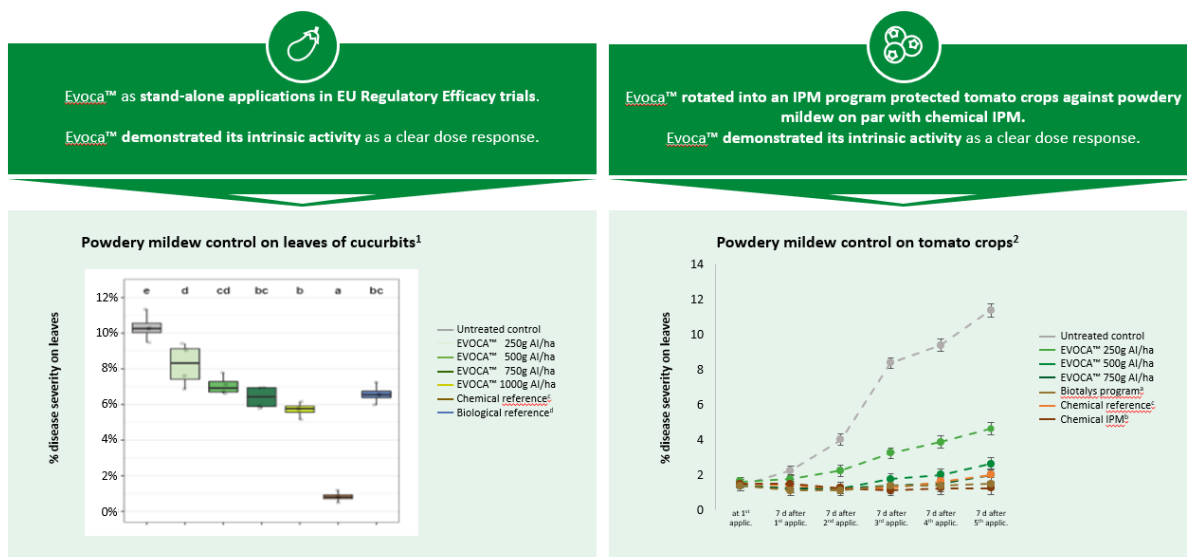 Evoca™ as stand-alone applications in EU Regulatory Efficacy trials.
Evoca™ demonstrated its intrinsic activity as a clear dose response.
Powdery mildew control on leaves of cucurbits1
% disease severity on leaves
12%
10%
8%
6%
4%
2%
0%
e d cd bc b a bc
Untreated control
EVOCA™ 250g AI/ha
EVOCA™ 500g AI/ha
EVOCA™ 750g AI/ha
EVOCA™ 1000g AI/ha
Chemical referencec
Biological referenced
Evoca™ rotated into an IPM program protected tomato crops against powdery
mildew on par with chemical IPM.
Evoca™ demonstrated its intrinsic activity as a clear dose response.
Powdery mildew control on tomato crops2
% disease severity on leaves
14
12
10
8
6
4
2
0
at 1st applic.
7 d after 1st applic.
7 d after 2nd applic.
7 d after 3rd applic.
7 d after 4th applic.
7 d after 5th applic.
Untreated control
EVOCA™ 250g AI/ha
EVOCA™ 500g AI/ha
EVOCA™ 750g AI/ha
Biotalys programa
Chemical referencec
Chemical IPMb